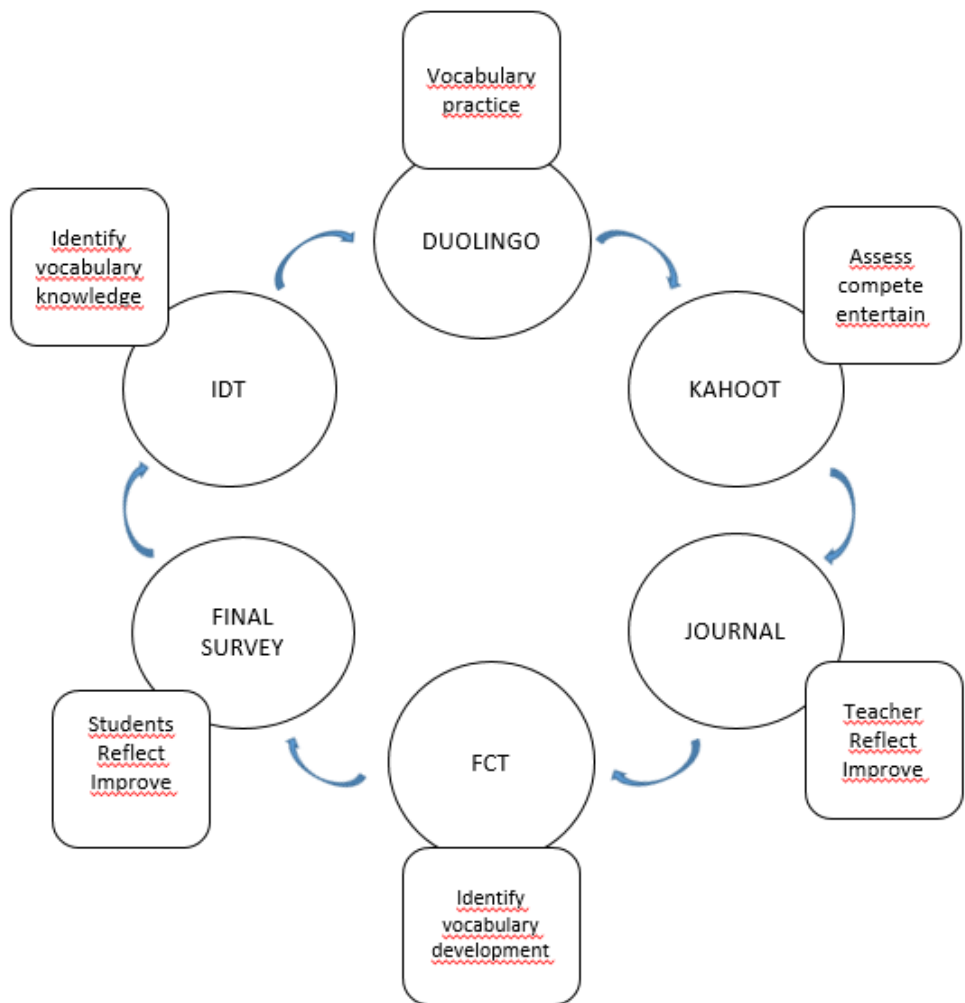 Vocabulary
practice
DUOLINGO
Identify
vocabulary
knowledge
IDT
Assess
compete
entertain
KAHOOT
FINAL
SURVEY
Students
Reflect
Improve
JOURNAL
Teacher
Reflect
Improve
FCT
Identify
vocabulary
development